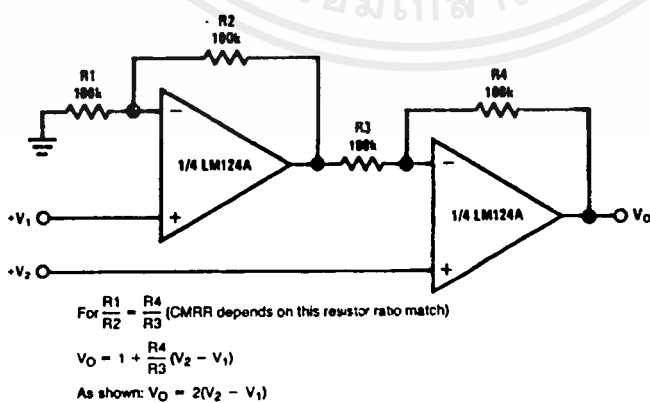 R2
100k
R1
100k
R4
100k
R3
100k
1/4 LM124A
1/4 LM124A
+V1
+V2
VO
For R1/R2 = R4/R3 (CMRR depends on this resistor ratio match)
VO = 1 + R4/R3 (V2 − V1)
As shown: VO = 2(V2 − V1)